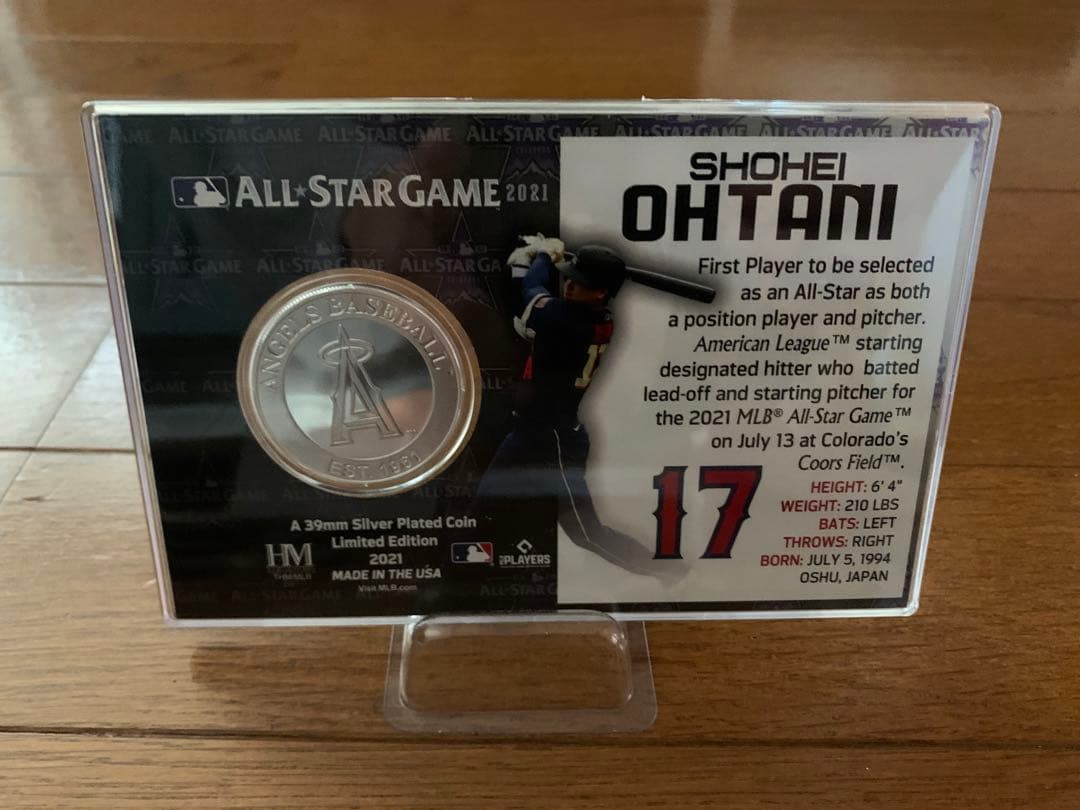 ALL★STAR GAME 2021
ANGELS BASEBALL
A
EST. 1961
A 39mm Silver Plated Coin
Limited Edition
2021
MADE IN THE USA
Visit MLB.com
HM
PLAYERS
SHOHEI
OHTANI
First Player to be selected
as an All-Star as both
a position player and pitcher.
American League™ starting
designated hitter who batted
lead-off and starting pitcher for
the 2021 MLB® All-Star Game™
on July 13 at Colorado's
Coors Field™.
17
HEIGHT: 6' 4"
WEIGHT: 210 LBS
BATS: LEFT
THROWS: RIGHT
BORN: JULY 5, 1994
OSHU, JAPAN